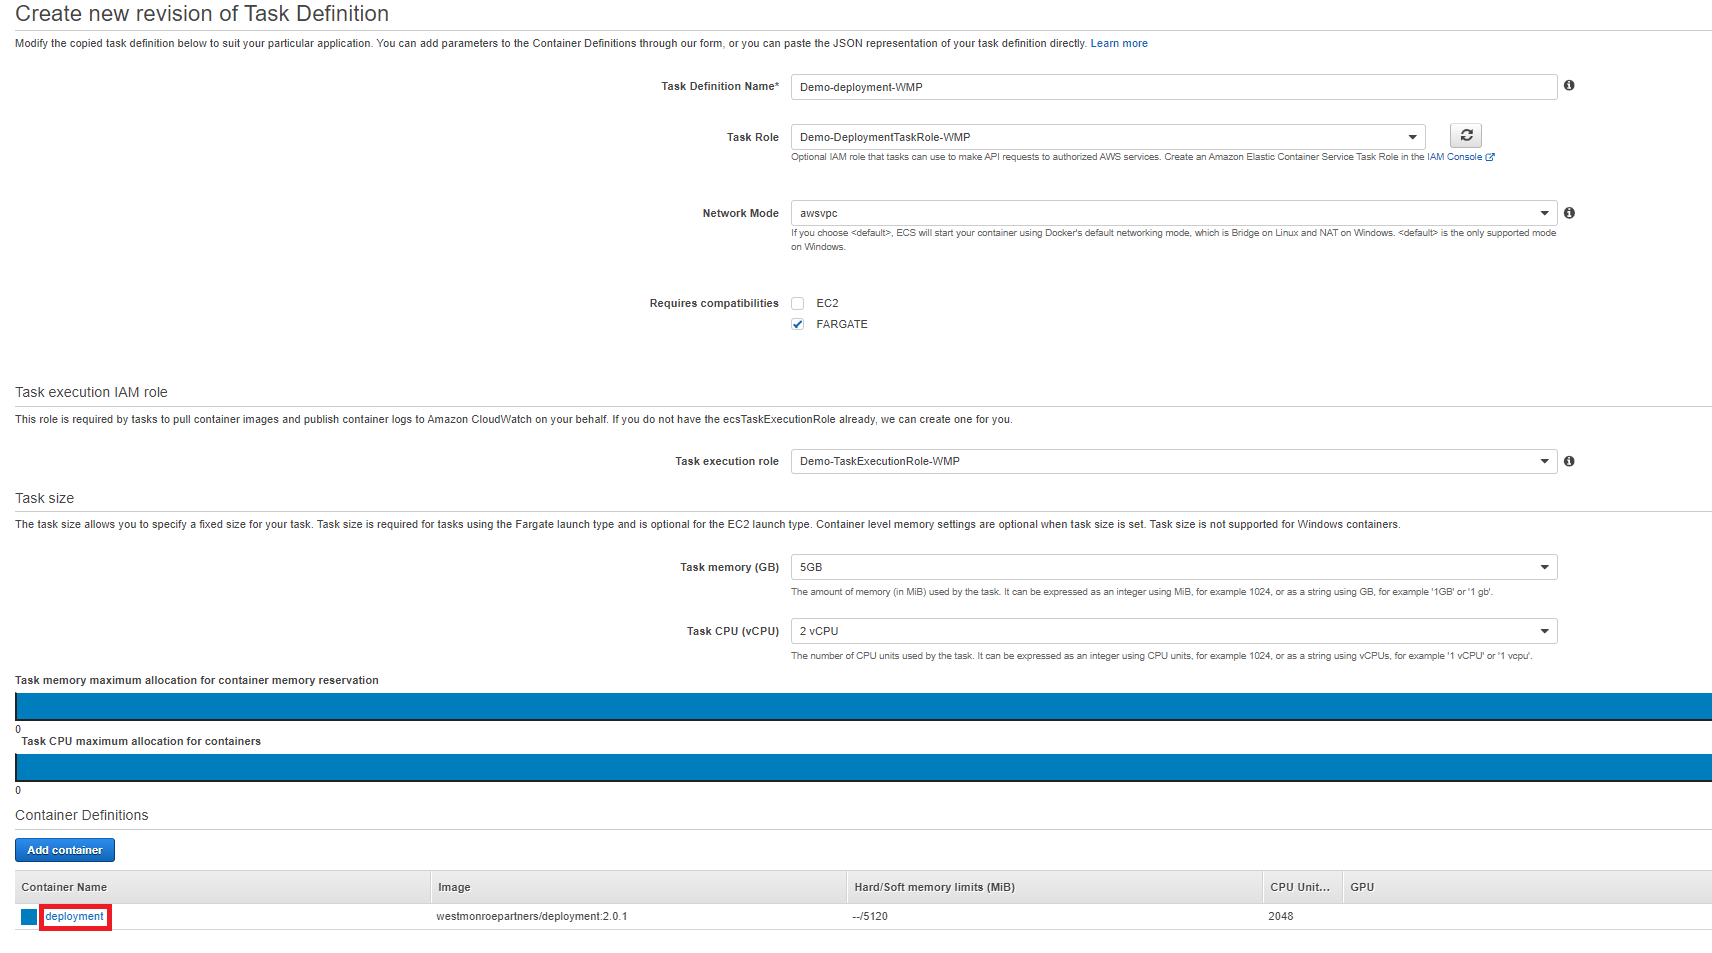 Create new revision of Task Definition
Modify the copied task definition below to suit your particular application. You can add parameters to the Container Definitions through our form, or you can paste the JSON representation of your task definition directly. Learn more
Task Definition Name* Demo-deployment-WMP
Task Role Demo-DeploymentTaskRole-WMP
Optional IAM role that tasks can use to make API requests to authorized AWS services. Create an Amazon Elastic Container Service Task Role in the IAM Console
Network Mode awsvpc
If you choose <default>, ECS will start your container using Docker's default networking mode, which is Bridge on Linux and NAT on Windows. <default> is the only supported mode
on Windows.
Requires compatibilities EC2
FARGATE
Task execution IAM role
This role is required by tasks to pull container images and publish container logs to Amazon CloudWatch on your behalf. If you do not have the ecsTaskExecutionRole already, we can create one for you.
Task execution role Demo-TaskExecutionRole-WMP
Task size
The task size allows you to specify a fixed size for your task. Task size is required for tasks using the Fargate launch type and is optional for the EC2 launch type. Container level memory settings are optional when task size is set. Task size is not supported for Windows containers.
Task memory (GB) 5GB
The amount of memory (in MiB) used by the task. It can be expressed as an integer using MiB, for example 1024, or as a string using GB, for example '1GB' or '1 gb'.
Task CPU (vCPU) 2 vCPU
The number of CPU units used by the task. It can be expressed as an integer using CPU units, for example 1024, or as a string using vCPUs, for example '1 vCPU' or '1 vcpu'.
Task memory maximum allocation for container memory reservation
0
Task CPU maximum allocation for containers
0
Container Definitions
Add container
Container Name Image Hard/Soft memory limits (MiB) CPU Unit... GPU
deployment westmonroepartners/deployment:2.0.1 --/5120 2048